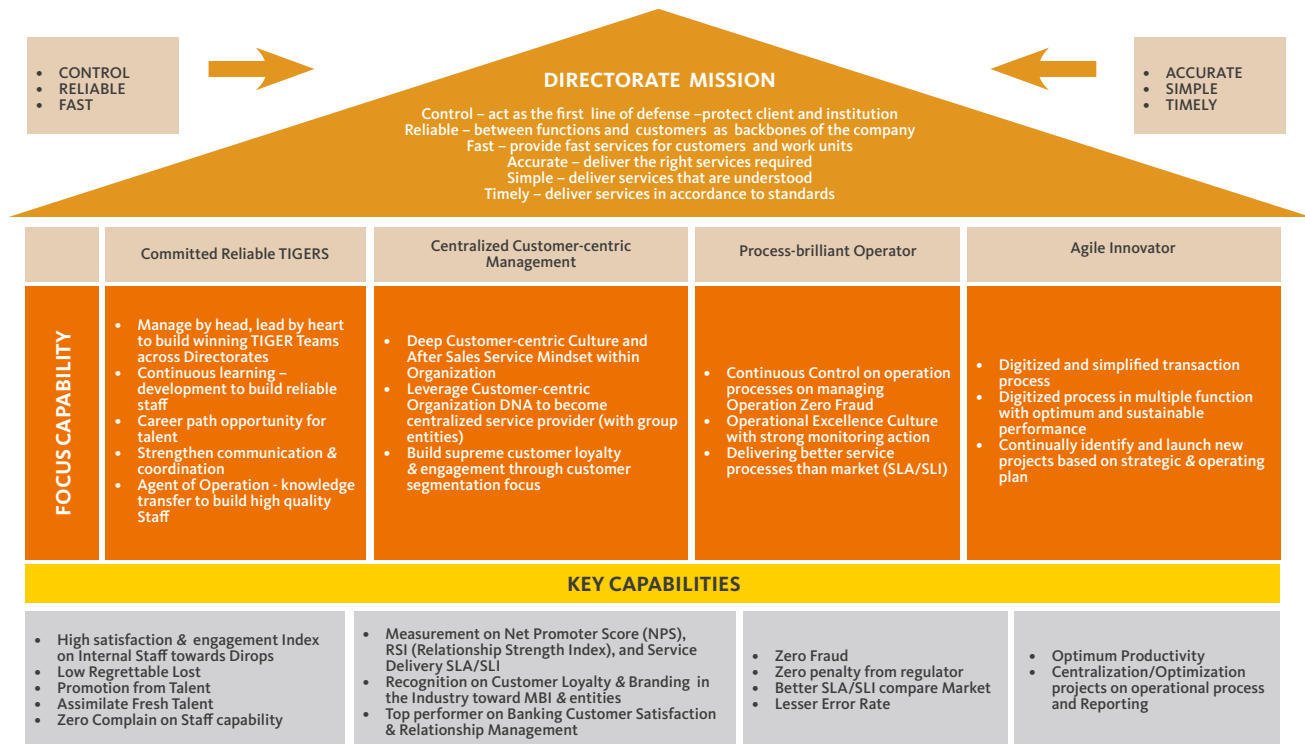 • CONTROL
• RELIABLE
• FAST
• ACCURATE
• SIMPLE
• TIMELY
DIRECTORATE MISSION
Control – act as the first line of defense –protect client and institution
Reliable – between functions and customers as backbones of the company
Fast – provide fast services for customers and work units
Accurate – deliver the right services required
Simple – deliver services that are understood
Timely – deliver services in accordance to standards
Committed Reliable TIGERS
Centralized Customer-centric
Management
Process-brilliant Operator
Agile Innovator
FOCUS CAPABILITY
• Manage by head, lead by heart
to build winning TIGER Teams
across Directorates
• Continuous learning –
development to build reliable
staff
• Career path opportunity for
talent
• Strengthen communication &
coordination
• Agent of Operation - knowledge
transfer to build high quality
Staff
• Deep Customer-centric Culture and
After Sales Service Mindset within
Organization
• Leverage Customer-centric
Organization DNA to become
centralized service provider (with group
entities)
• Build supreme customer loyalty
& engagement through customer
segmentation focus
• Continuous Control on operation
processes on managing
Operation Zero Fraud
• Operational Excellence Culture
with strong monitoring action
• Delivering better service
processes than market (SLA/SLI)
• Digitized and simplified transaction
process
• Digitized process in multiple function
with optimum and sustainable
performance
• Continually identify and launch new
projects based on strategic & operating
plan
KEY CAPABILITIES
• High satisfaction & engagement Index
on Internal Staff towards Dirops
• Low Regrettable Lost
• Promotion from Talent
• Assimilate Fresh Talent
• Zero Complain on Staff capability
• Measurement on Net Promoter Score (NPS),
RSI (Relationship Strength Index), and Service
Delivery SLA/SLI
• Recognition on Customer Loyalty & Branding in
the Industry toward MBI & entities
• Top performer on Banking Customer Satisfaction
& Relationship Management
• Zero Fraud
• Zero penalty from regulator
• Better SLA/SLI compare Market
• Lesser Error Rate
• Optimum Productivity
• Centralization/Optimization
projects on operational process
and Reporting